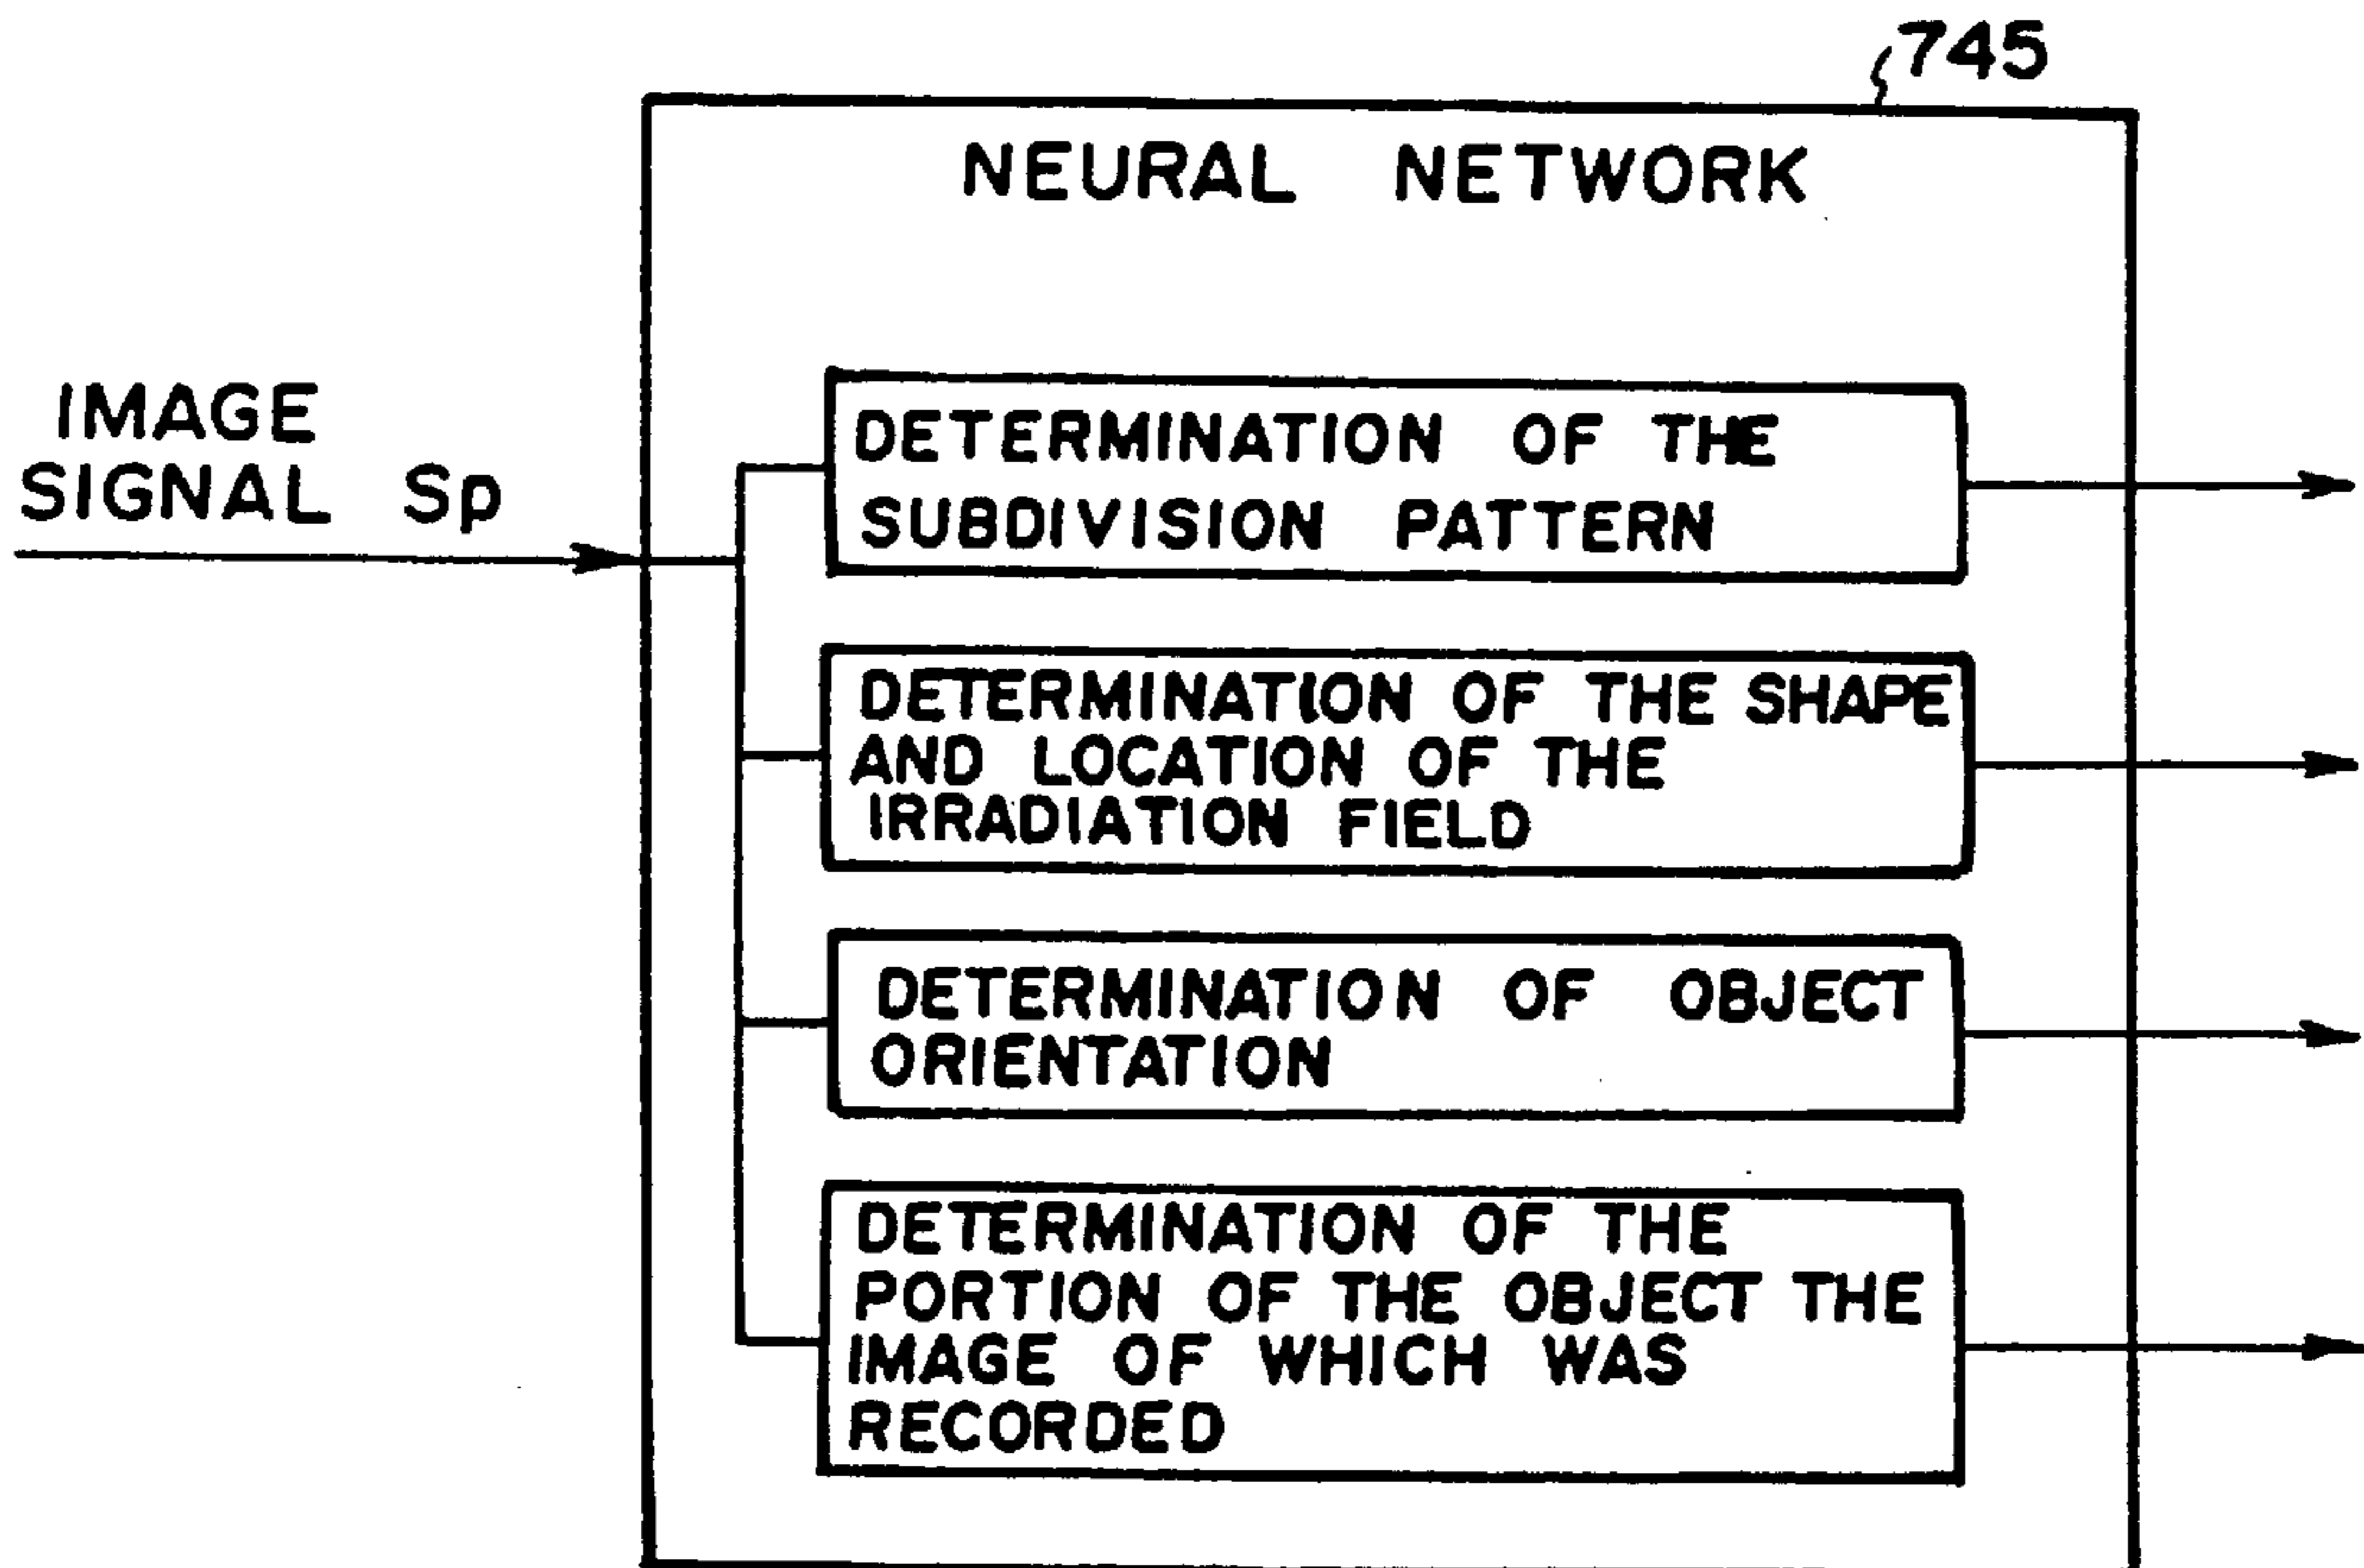 745
NEURAL NETWORK
IMAGE
SIGNAL Sp
DETERMINATION OF THE
SUBDIVISION PATTERN
DETERMINATION OF THE SHAPE
AND LOCATION OF THE
IRRADIATION FIELD
DETERMINATION OF OBJECT
ORIENTATION
DETERMINATION OF THE
PORTION OF THE OBJECT THE
IMAGE OF WHICH WAS
RECORDED